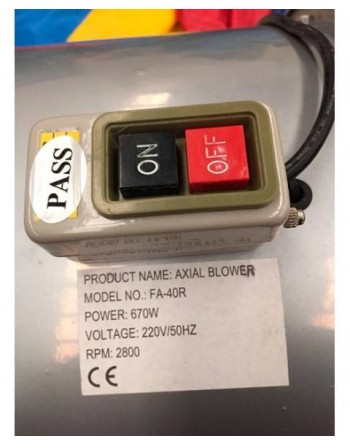 PASS
ON
OFF
PRODUCT NAME: AXIAL BLOWER
MODEL NO.: FA-40R
POWER: 670W
VOLTAGE: 220V/50HZ
RPM: 2800
CE